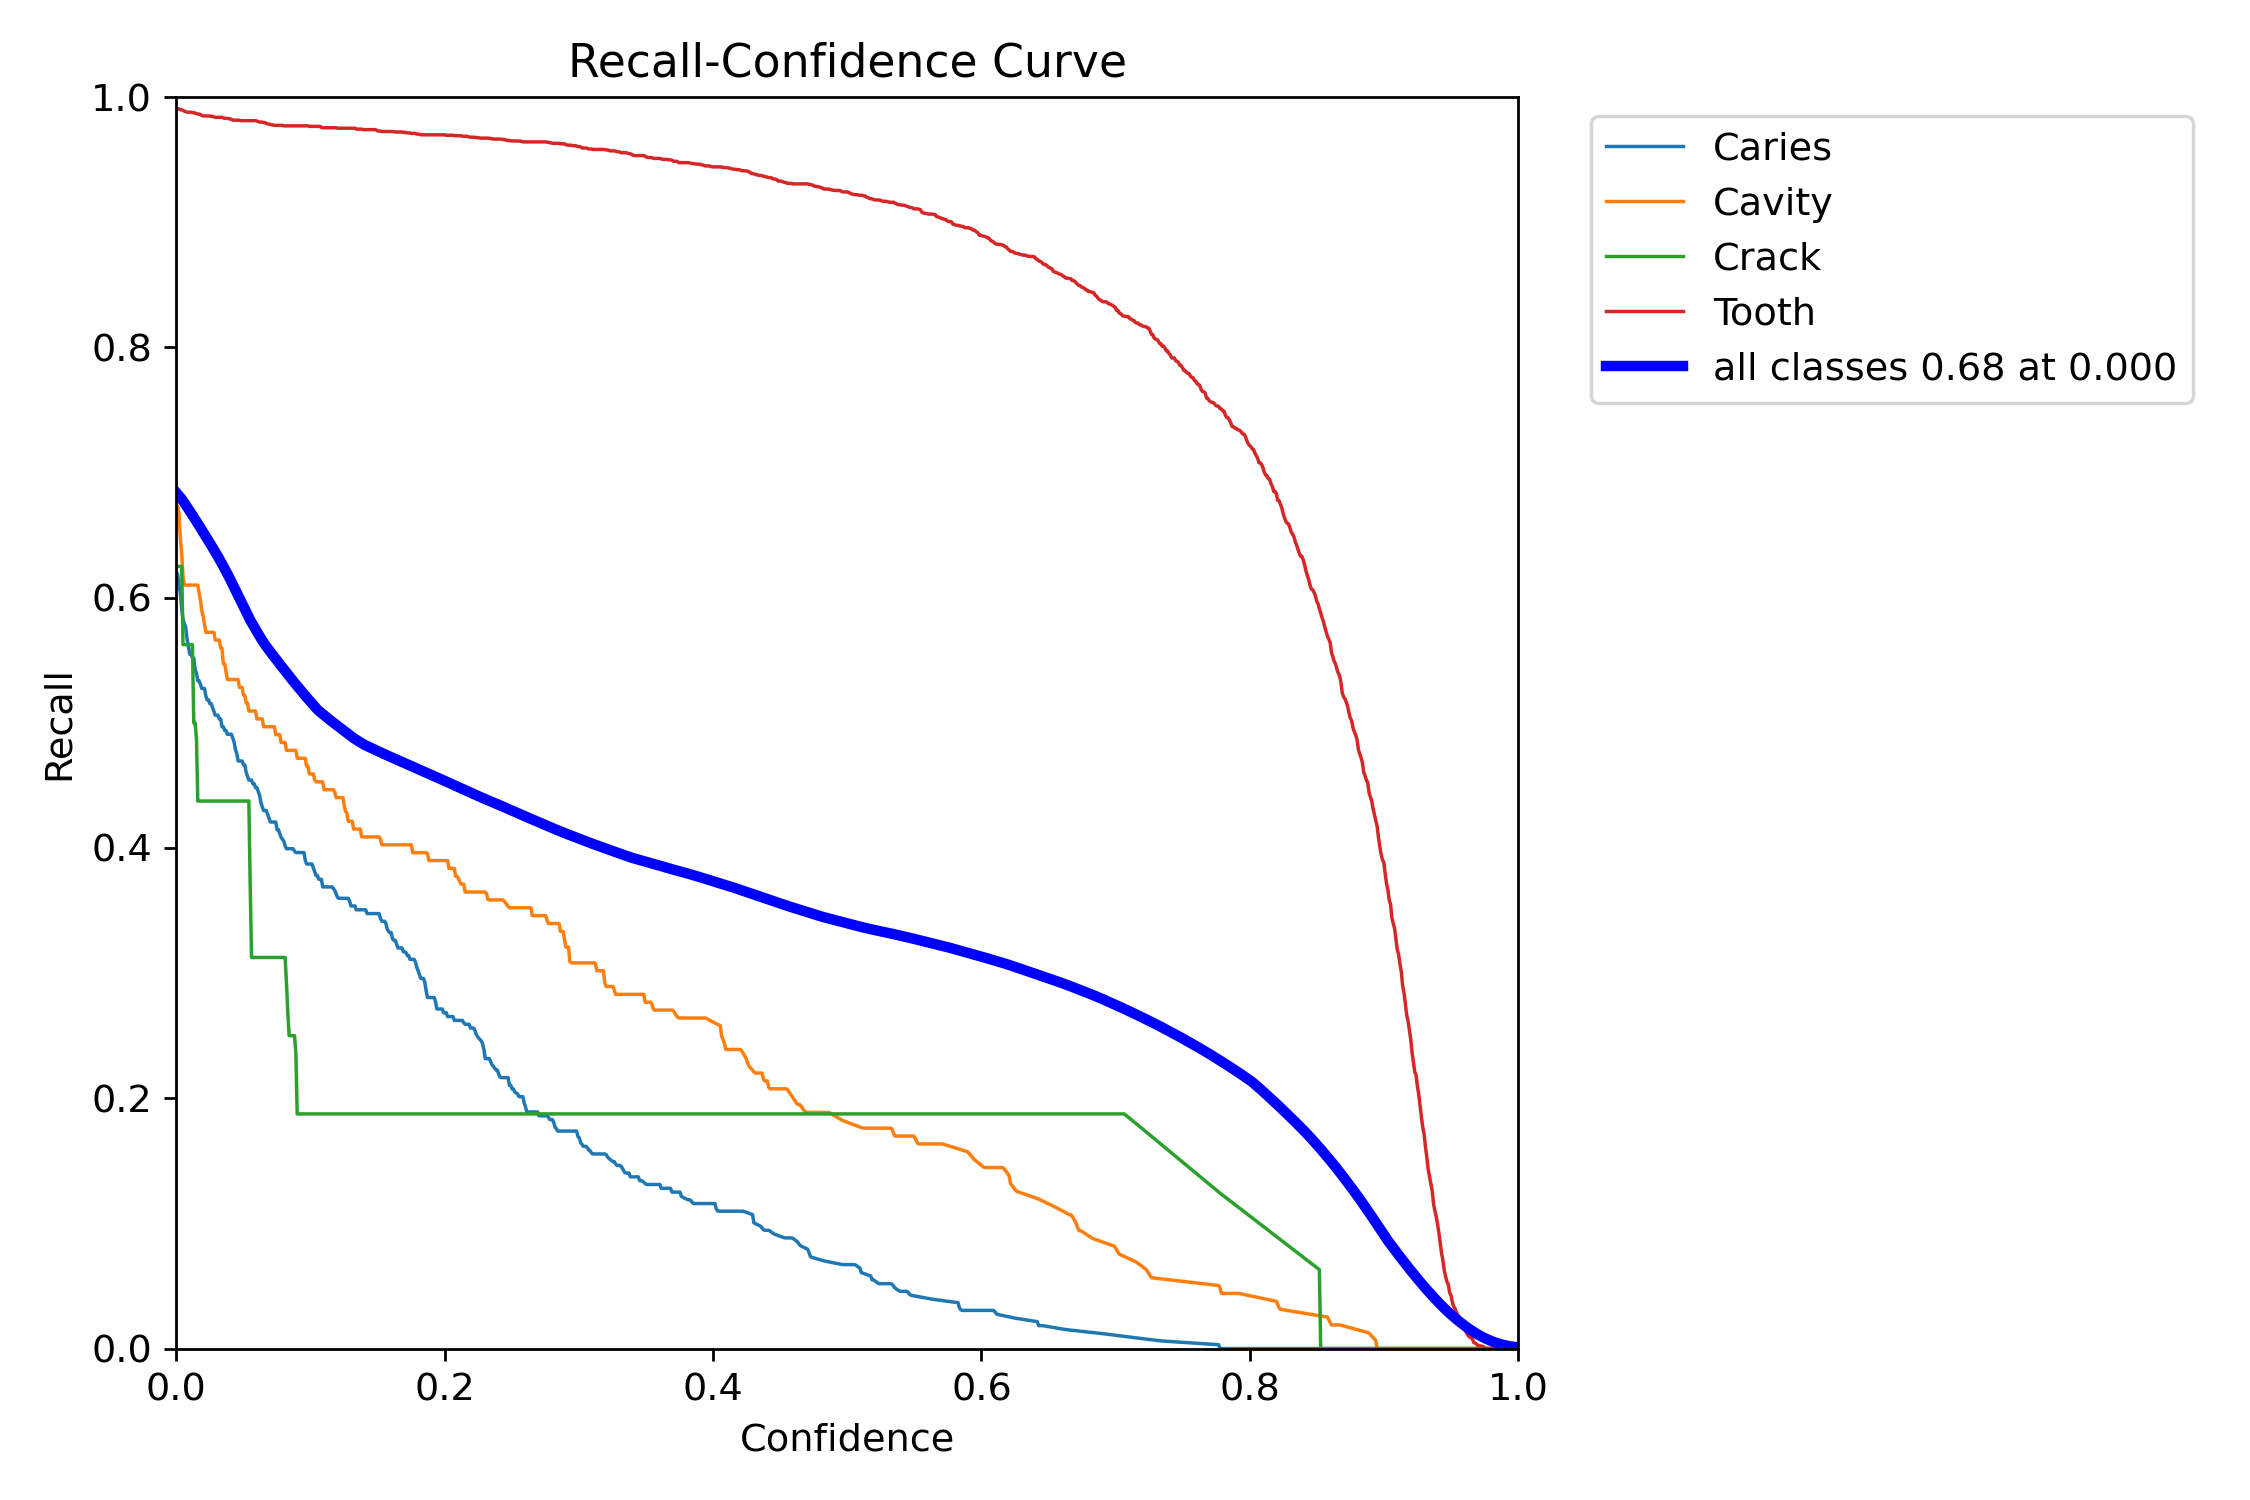 Recall-Confidence Curve
1.0
0.8
0.6
0.4
0.2
0.0
Recall
0.0 0.2 0.4 0.6 0.8 1.0
Confidence
Caries
Cavity
Crack
Tooth
all classes 0.68 at 0.000